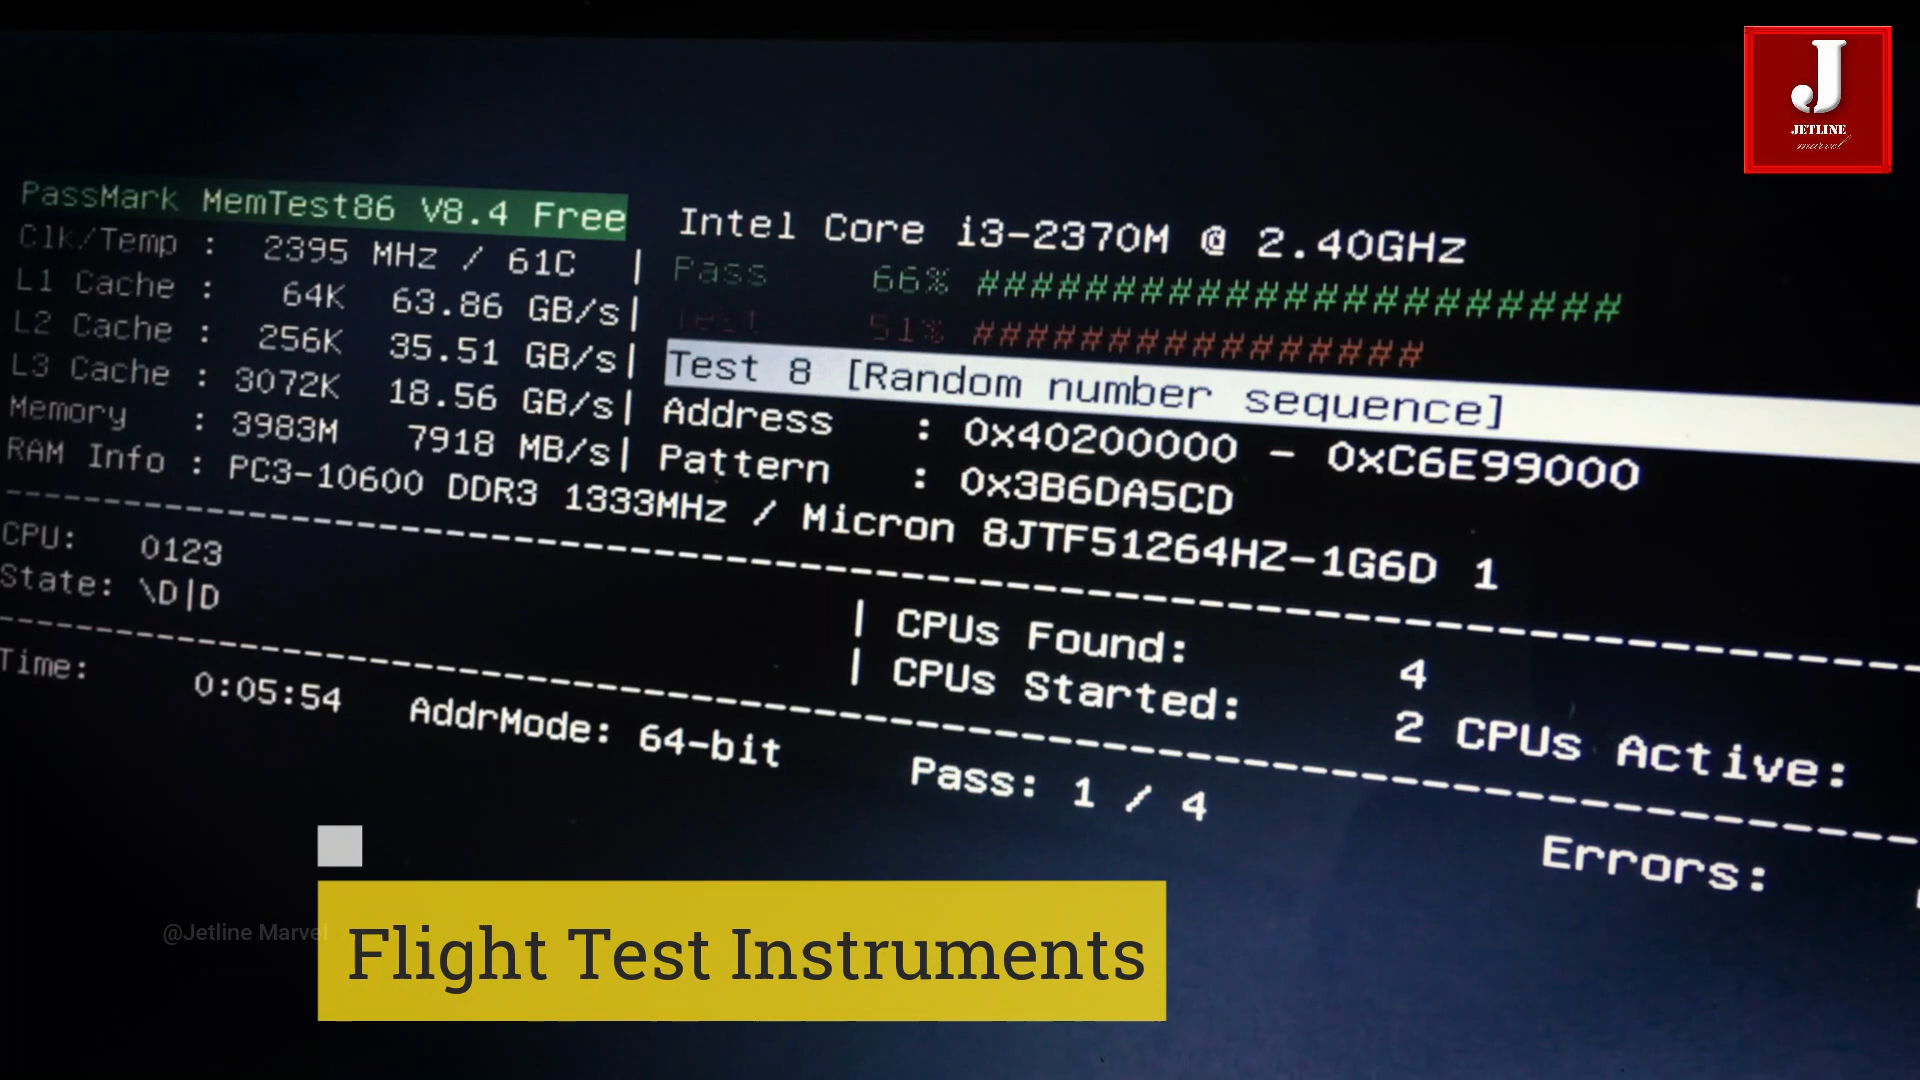 J
JETLINE
marvel
PassMark MemTest86 V8.4 Free
Intel Core i3-2370M @ 2.40GHz
Clk/Temp : 2395 MHz / 61C |
Pass 66% ########################
L1 Cache : 64K 63.86 GB/s|
Test 51% #################
L2 Cache : 256K 35.51 GB/s|
Test 8 [Random number sequence]
L3 Cache : 3072K 18.56 GB/s|
Address : 0x40200000 - 0xC6E99000
Memory : 3983M 7918 MB/s|
Pattern : 0x3B6DA5CD
RAM Info : PC3-10600 DDR3 1333MHz / Micron 8JTF51264HZ-1G6D 1
CPU: 0123
State: \D|D
| CPUs Found: 4
| CPUs Started: 2 CPUs Active:
Time: 0:05:54 AddrMode: 64-bit Pass: 1 / 4 Errors:
@Jetline Marvel
Flight Test Instruments